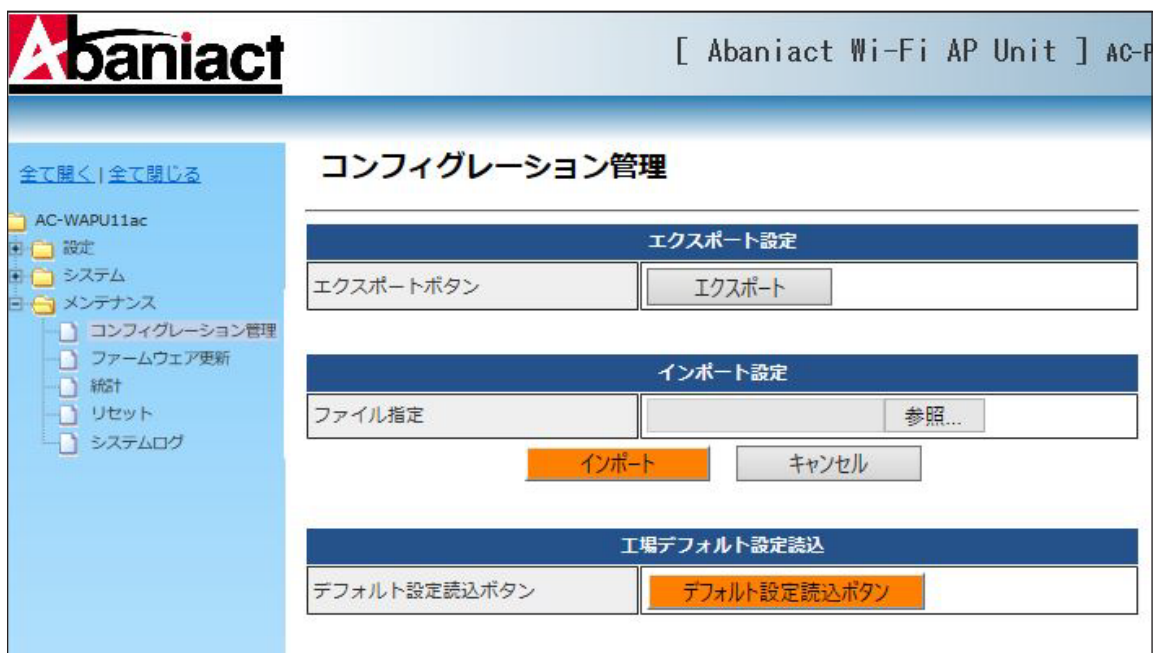 Abaniact
[ Abaniact Wi-Fi AP Unit ] AC-
全て開く|全て閉じる
AC-WAPU11ac
設定
システム
メンテナンス
コンフィグレーション管理
ファームウェア更新
統計
リセット
システムログ
コンフィグレーション管理
エクスポート設定
エクスポートボタン エクスポート
インポート設定
ファイル指定 参照...
インポート キャンセル
工場デフォルト設定読込
デフォルト設定読込ボタン デフォルト設定読込ボタン